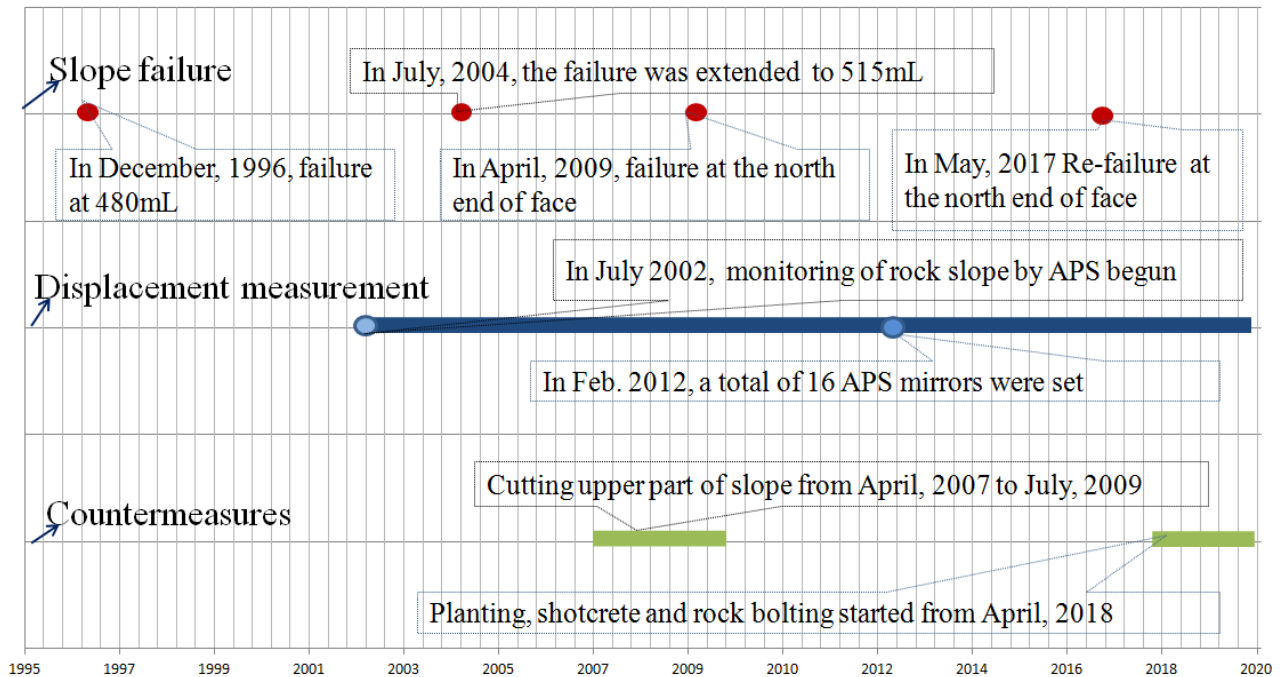 Slope failure
In July, 2004, the failure was extended to 515mL
In December, 1996, failure
at 480mL
In April, 2009, failure at the north
end of face
In May, 2017 Re-failure at
the north end of face
Displacement measurement
In July 2002, monitoring of rock slope by APS begun
In Feb. 2012, a total of 16 APS mirrors were set
Countermeasures
Cutting upper part of slope from April, 2007 to July, 2009
Planting, shotcrete and rock bolting started from April, 2018
1995 1997 1999 2001 2003 2005 2007 2009 2012 2014 2016 2018 2020